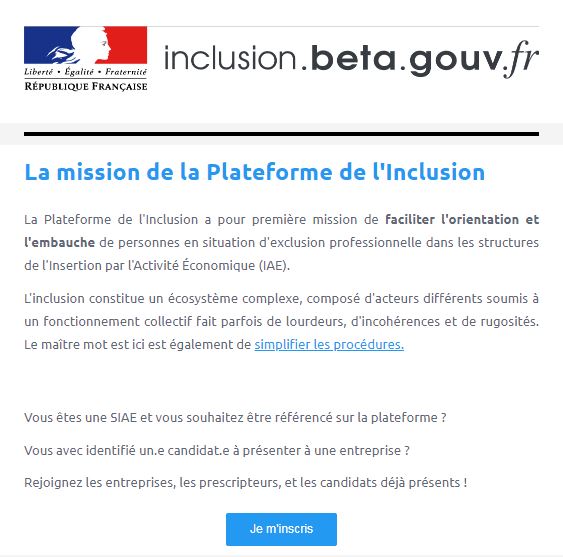 Liberté • Égalité • Fraternité
RÉPUBLIQUE FRANÇAISE
inclusion.beta.gouv.fr
La mission de la Plateforme de l'Inclusion
La Plateforme de l'Inclusion a pour première mission de faciliter l'orientation et
l'embauche de personnes en situation d'exclusion professionnelle dans les structures
de l'Insertion par l'Activité Économique (IAE).
L'inclusion constitue un écosystème complexe, composé d'acteurs différents soumis à
un fonctionnement collectif fait parfois de lourdeurs, d'incohérences et de rugosités.
Le maître mot est ici est également de simplifier les procédures.
Vous êtes une SIAE et vous souhaitez être référencé sur la plateforme ?
Vous avec identifié un.e candidat.e à présenter à une entreprise ?
Rejoignez les entreprises, les prescripteurs, et les candidats déjà présents !
Je m'inscris